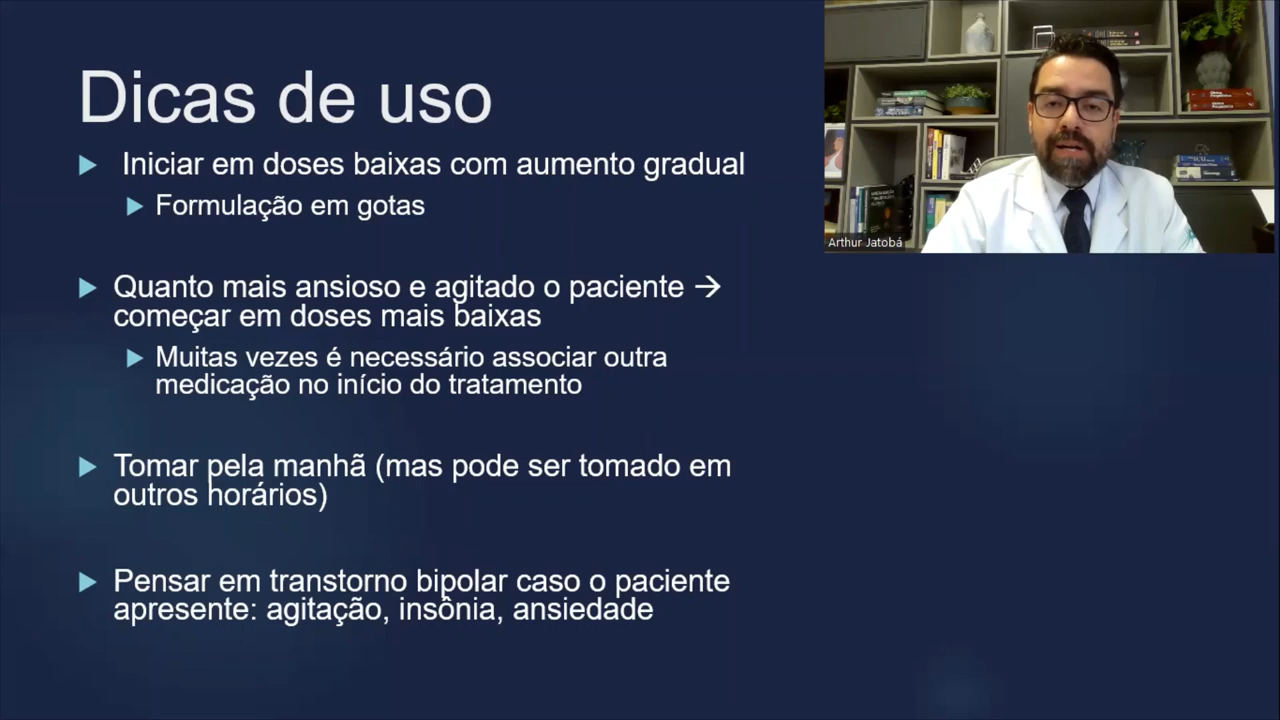 Dicas de uso
Iniciar em doses baixas com aumento gradual
Formulação em gotas
Quanto mais ansioso e agitado o paciente →
começar em doses mais baixas
Muitas vezes é necessário associar outra
medicação no início do tratamento
Tomar pela manhã (mas pode ser tomado em
outros horários)
Pensar em transtorno bipolar caso o paciente
apresente: agitação, insônia, ansiedade
Arthur Jatobá